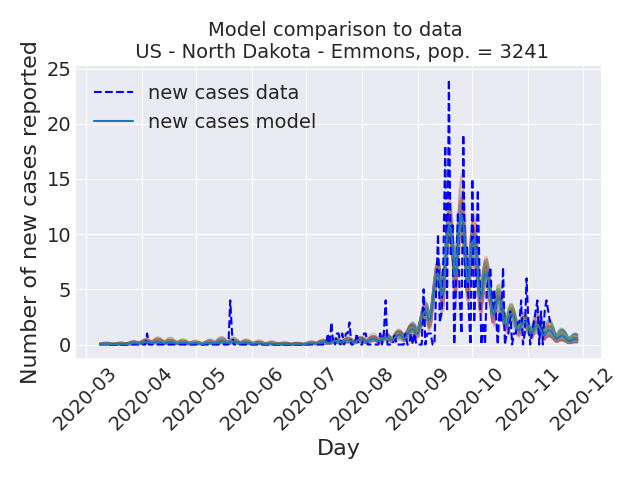 Model comparison to data
US - North Dakota - Emmons, pop. = 3241
Number of new cases reported
25
20
15
10
5
0
new cases data
new cases model
2020-03
2020-04
2020-05
2020-06
2020-07
2020-08
2020-09
2020-10
2020-11
2020-12
Day